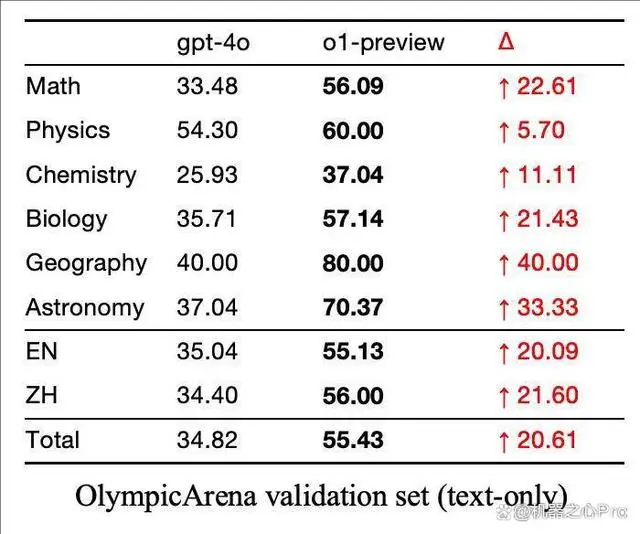 gpt-4o o1-preview Δ
Math 33.48 56.09 ↑ 22.61
Physics 54.30 60.00 ↑ 5.70
Chemistry 25.93 37.04 ↑ 11.11
Biology 35.71 57.14 ↑ 21.43
Geography 40.00 80.00 ↑ 40.00
Astronomy 37.04 70.37 ↑ 33.33
EN 35.04 55.13 ↑ 20.09
ZH 34.40 56.00 ↑ 21.60
Total 34.82 55.43 ↑ 20.61
OlympicArena validation set (text-only)
@机器之心Pro